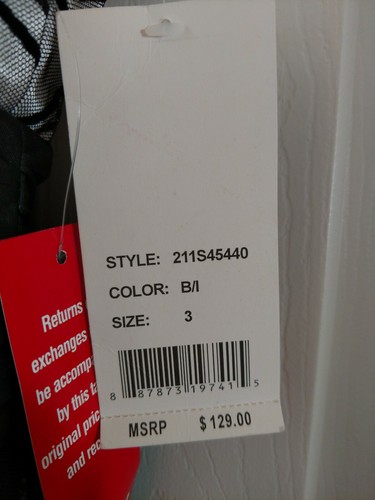 STYLE: 211S45440
COLOR: B/I
SIZE: 3
8 87873 19741 5
MSRP $129.00
Returns
exchanges
be accomp
by this ta
original pric
and rec